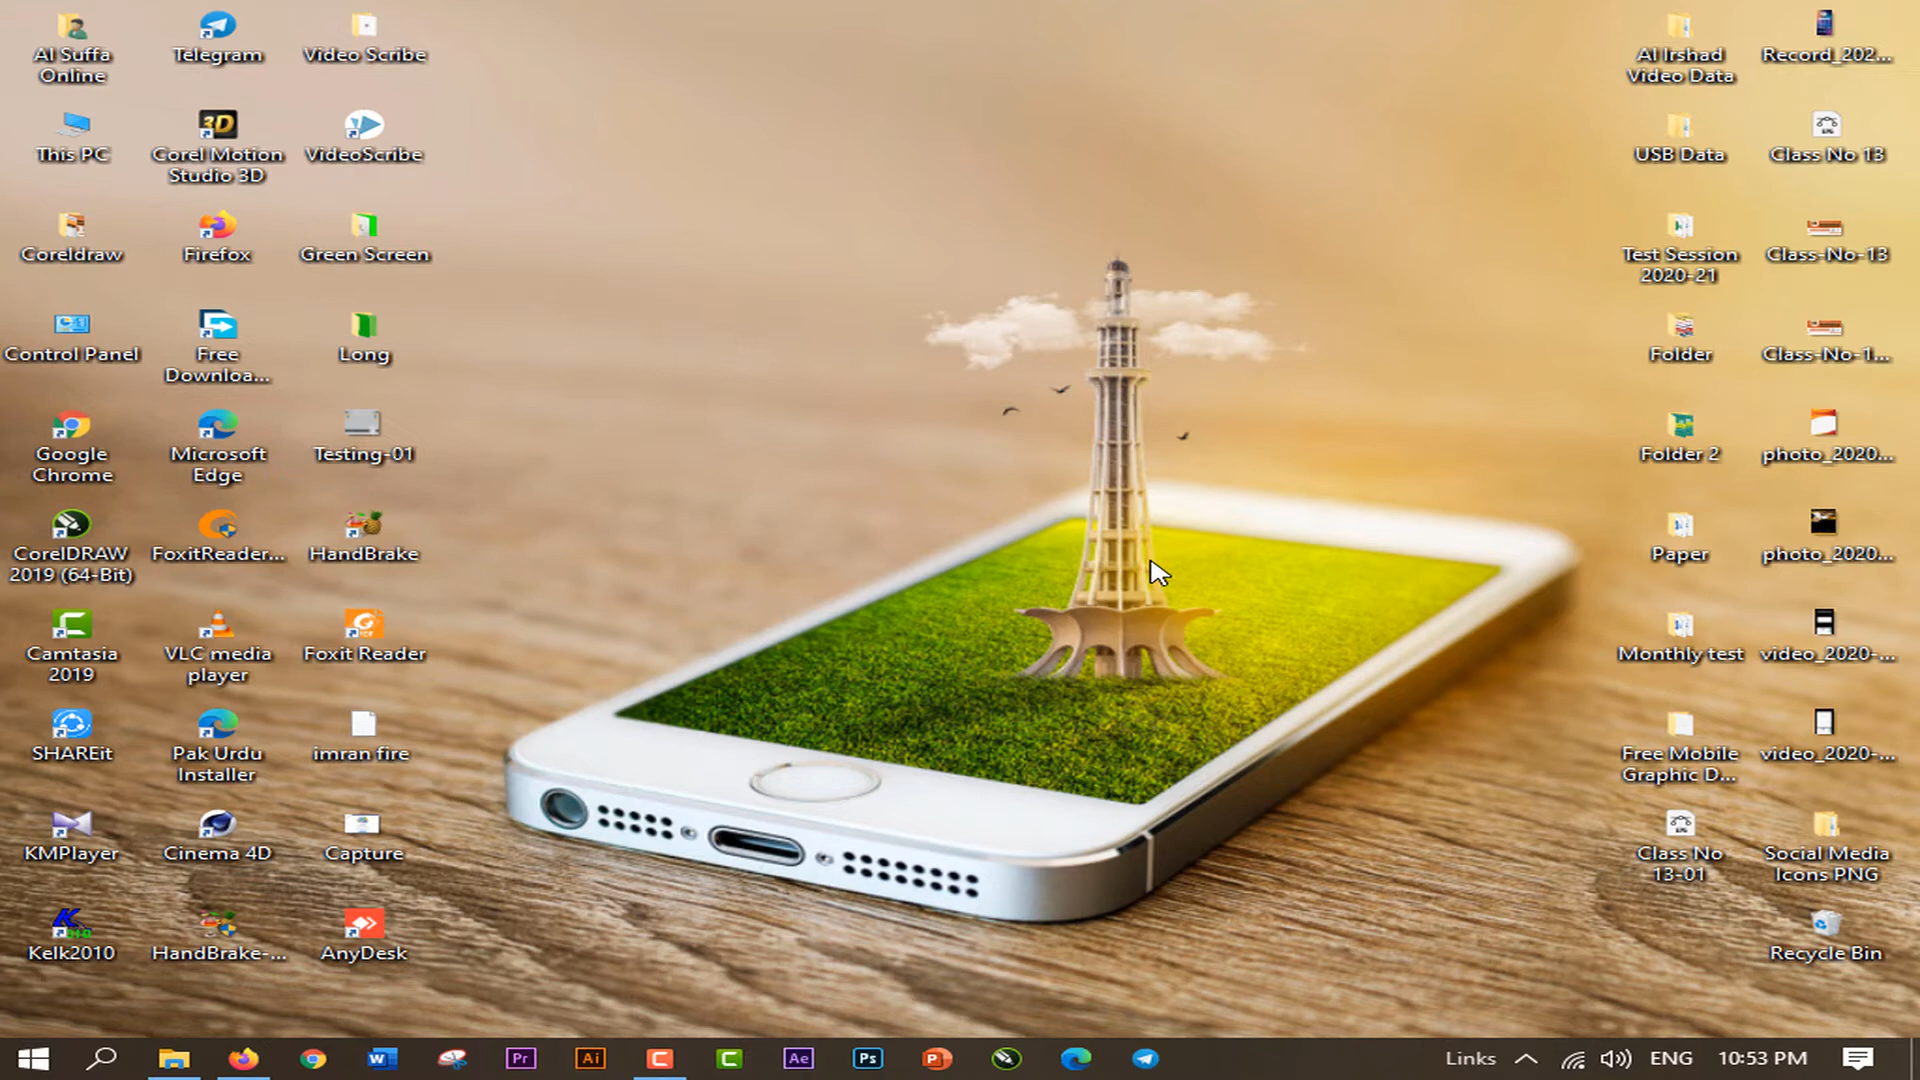 Al Suffa
Online
Telegram
Video Scribe
This PC
3D
Corel Motion
Studio 3D
VideoScribe
Coreldraw
Firefox
Green Screen
Control Panel
Free
Downloa...
Long
Google
Chrome
Microsoft
Edge
Testing-01
CorelDRAW
2019 (64-Bit)
FoxitReader...
HandBrake
Camtasia
2019
VLC media
player
Foxit Reader
SHAREit
Pak Urdu
Installer
imran fire
KMPlayer
Cinema 4D
Capture
Kelk2010
HandBrake-...
AnyDesk
Al Irshad
Video Data
Record_202...
USB Data
Class No 13
Test Session
2020-21
Class-No-13
Folder
Class-No-1...
Folder 2
photo_2020...
Paper
photo_2020...
Monthly test
video_2020-...
Free Mobile
Graphic D...
video_2020-...
Class No
13-01
Social Media
Icons PNG
Recycle Bin
Pr
Ai
Ae
Ps
Links
ENG
10:53 PM